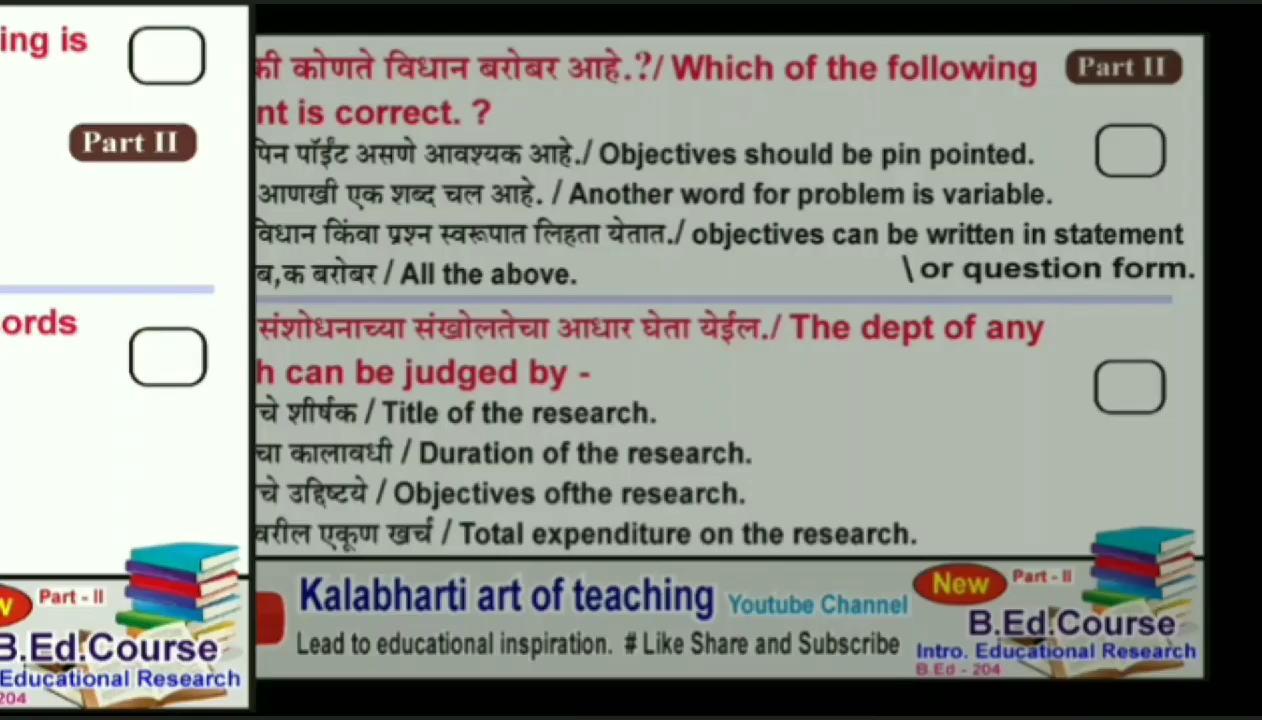 ing is
Part II
ords
Part - II
B.Ed.Course
Educational Research
204
की कोणते विधान बरोबर आहे.?/ Which of the following
Part II
nt is correct. ?
पिन पॉईंट असणे आवश्यक आहे./ Objectives should be pin pointed.
आणखी एक शब्द चल आहे. / Another word for problem is variable.
विधान किंवा प्रश्न स्वरूपात लिहता येतात./ objectives can be written in statement
\ or question form.
ब,क बरोबर / All the above.
संशोधनाच्या संखोलतेचा आधार घेता येईल./ The dept of any
h can be judged by -
चे शीर्षक / Title of the research.
चा कालावधी / Duration of the research.
चे उद्दिष्टये / Objectives ofthe research.
वरील एकूण खर्च / Total expenditure on the research.
Kalabharti art of teaching Youtube Channel
Lead to educational inspiration. # Like Share and Subscribe
New
Part - II
B.Ed.Course
Intro. Educational Research
B.Ed - 204